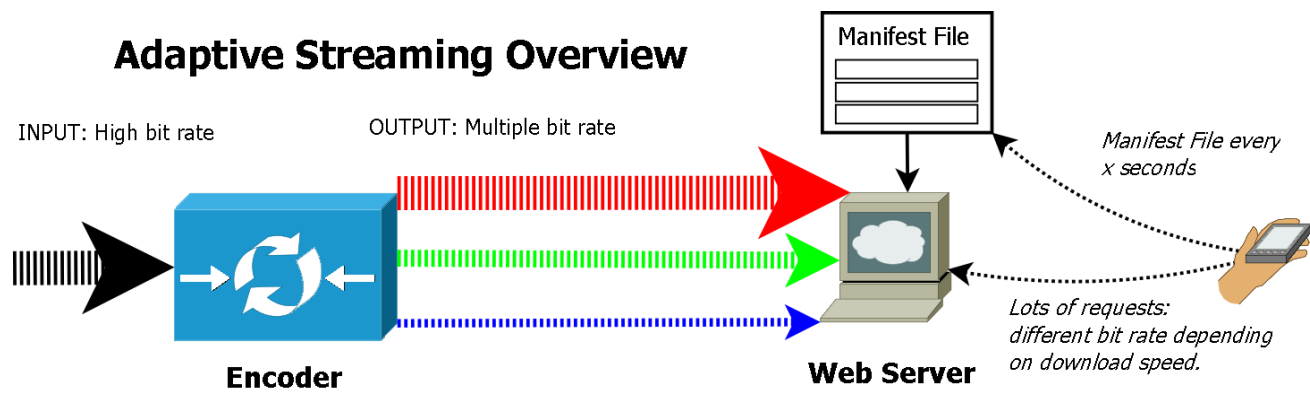 Adaptive Streaming Overview
Manifest File
INPUT: High bit rate
OUTPUT: Multiple bit rate
Manifest File every
x seconds
Lots of requests:
different bit rate depending
on download speed.
Encoder
Web Server